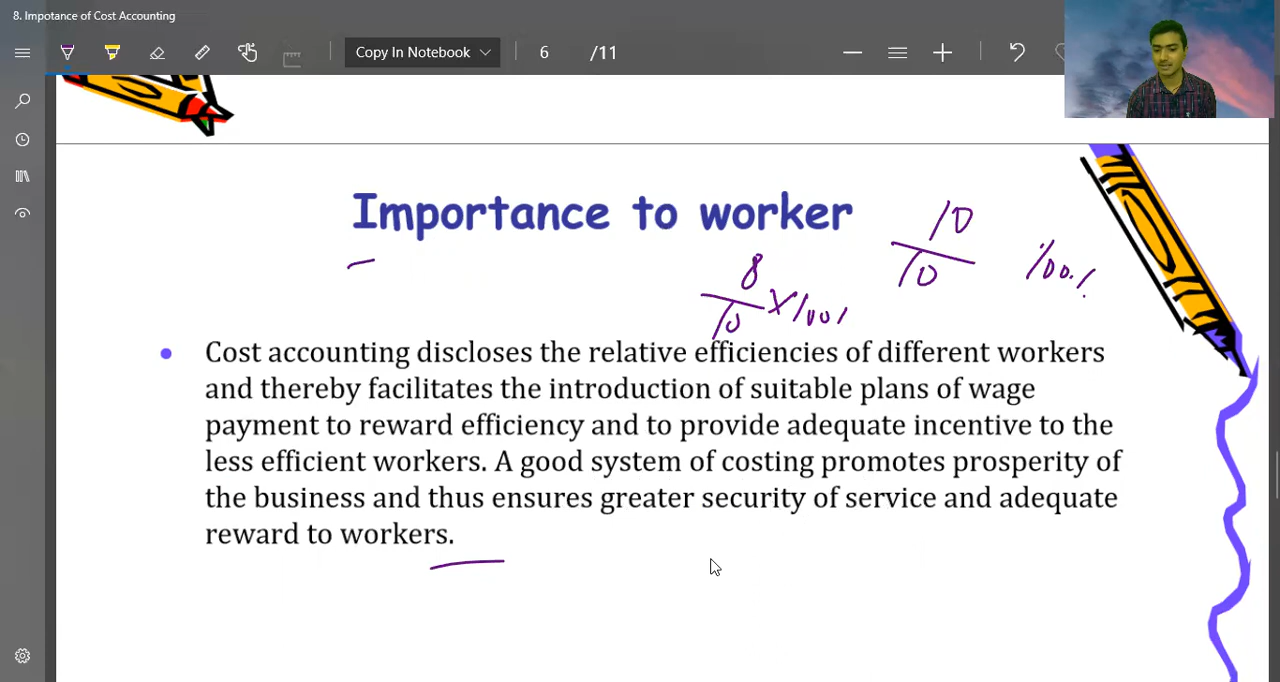 8. Impotance of Cost Accounting
Copy In Notebook 6 /11
Importance to worker
10
10
100%
8
10 × 100%
Cost accounting discloses the relative efficiencies of different workers
and thereby facilitates the introduction of suitable plans of wage
payment to reward efficiency and to provide adequate incentive to the
less efficient workers. A good system of costing promotes prosperity of
the business and thus ensures greater security of service and adequate
reward to workers.